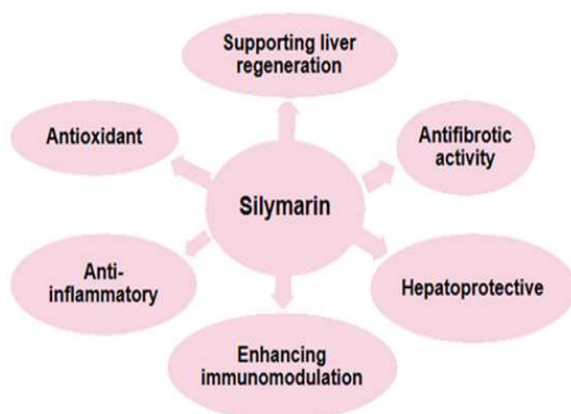 Supporting liver
regeneration
Antioxidant
Antifibrotic
activity
Silymarin
Anti-
inflammatory
Hepatoprotective
Enhancing
immunomodulation